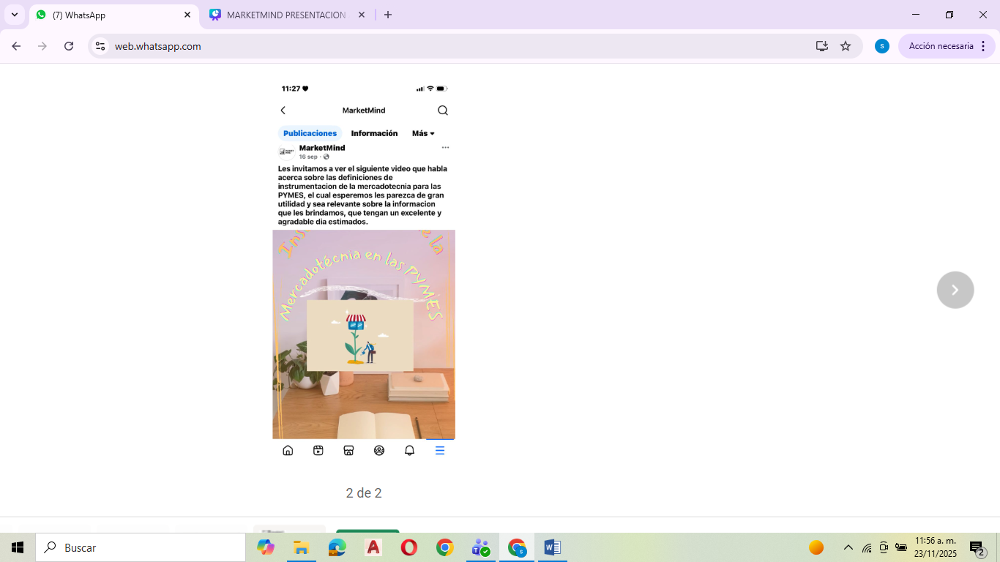 (7) WhatsApp
MARKETMIND PRESENTACION
web.whatsapp.com
s
Acción necesaria
11:27
MarketMind
Publicaciones Información Más
MarketMind
16 sep ·
Les invitamos a ver el siguiente video que habla
acerca sobre las definiciones de
instrumentacion de la mercadotecnia para las
PYMES, el cual esperemos les parezca de gran
utilidad y sea relevante sobre la informacion
que les brindamos, que tengan un excelente y
agradable dia estimados.
Mercadotécnia en las PYMES
2 de 2
Buscar
11:56 a. m.
23/11/2025
2